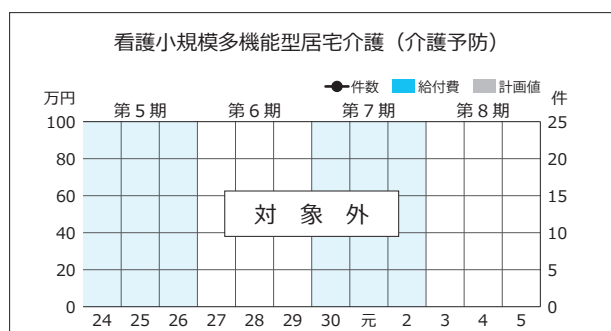 看護小規模多機能型居宅介護（介護予防）
件数 給付費 計画値
万円 件
第５期 第６期 第７期 第８期
100 25
80 20
60 15
対 象 外
40 10
20 5
0 0
24 25 26 27 28 29 30 元 2 3 4 5